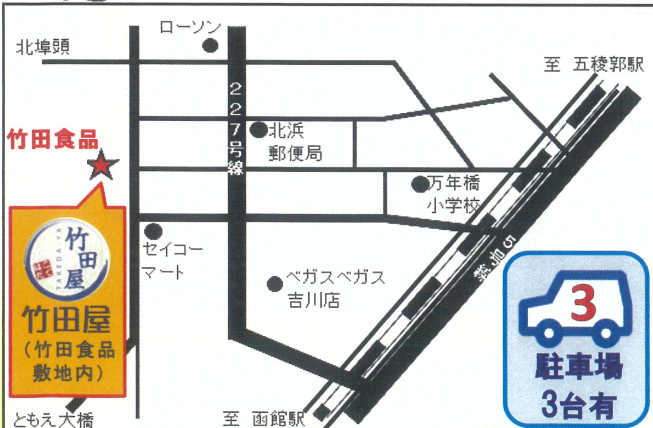 ローソン
北埠頭
至 五稜郭駅
227号線
北浜
郵便局
竹田食品
万年橋
小学校
竹田屋
TAKEDA-YA
セイコー
マート
国道5号
ベガスベガス
吉川店
竹田屋
(竹田食品
敷地内)
3
駐車場
3台有
ともえ大橋
至 函館駅